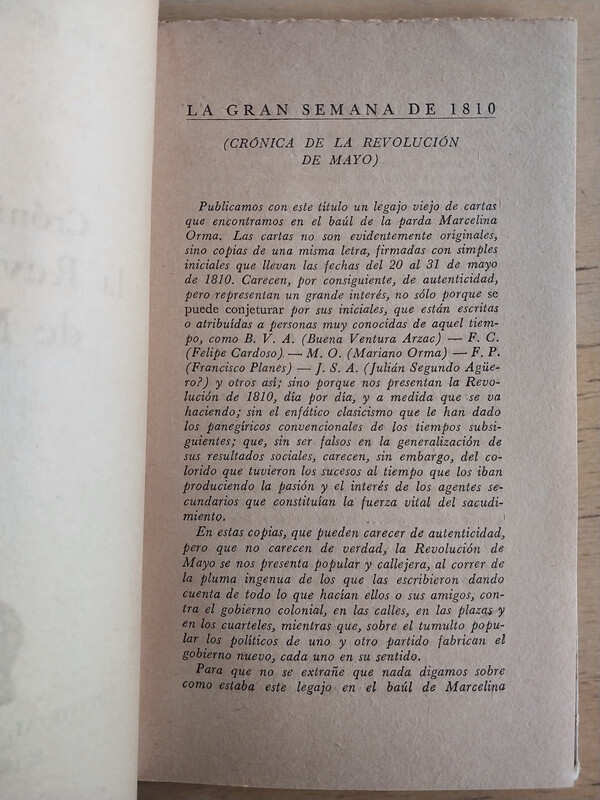 LA GRAN SEMANA DE 1810
(CRÓNICA DE LA REVOLUCIÓN
DE MAYO)
Publicamos con este titulo un legajo viejo de cartas
que encontramos en el baúl de la parda Marcelina
Orma. Las cartas no son evidentemente originales,
sino copias de una misma letra, firmadas con simples
iniciales que llevan las fechas del 20 al 31 de mayo
de 1810. Carecen, por consiguiente, de autenticidad,
pero representan un grande interés, no sólo porque se
puede conjeturar por sus iniciales, que están escritas
o atribuídas a personas muy conocidas de aquel tiem-
po, como B. V. A. (Buena Ventura Arzac) — F. C.
(Felipe Cardoso) — M. O. (Mariano Orma) — F. P.
(Francisco Planes) — J. S. A. (Julián Segundo Agüe-
ro?) y otros así; sino porque nos presentan la Revo-
lución de 1810, día por día, y a medida que se va
haciendo; sin el enfático clasicismo que le han dado
los panegíricos convencionales de los tiempos subsi-
guientes; que, sin ser falsos en la generalización de
sus resultados sociales, carecen, sin embargo, del co-
lorido que tuvieron los sucesos al tiempo que los iban
produciendo la pasión y el interés de los agentes se-
cundarios que constituían la fuerza vital del sacudi-
miento.
En estas copias, que pueden carecer de autenticidad,
pero que no carecen de verdad, la Revolución de
Mayo se nos presenta popular y callejera, al correr de
la pluma ingenua de los que las escribieron dando
cuenta de todo lo que hacían ellos o sus amigos, con-
tra el gobierno colonial, en las calles, en las plazas y
en los cuarteles, mientras que, sobre el tumulto popu-
lar los políticos de uno y otro partido fabrican el
gobierno nuevo, cada uno en su sentido.
Para que no se extrañe que nada digamos sobre
como estaba este legajo en el baúl de Marcelina